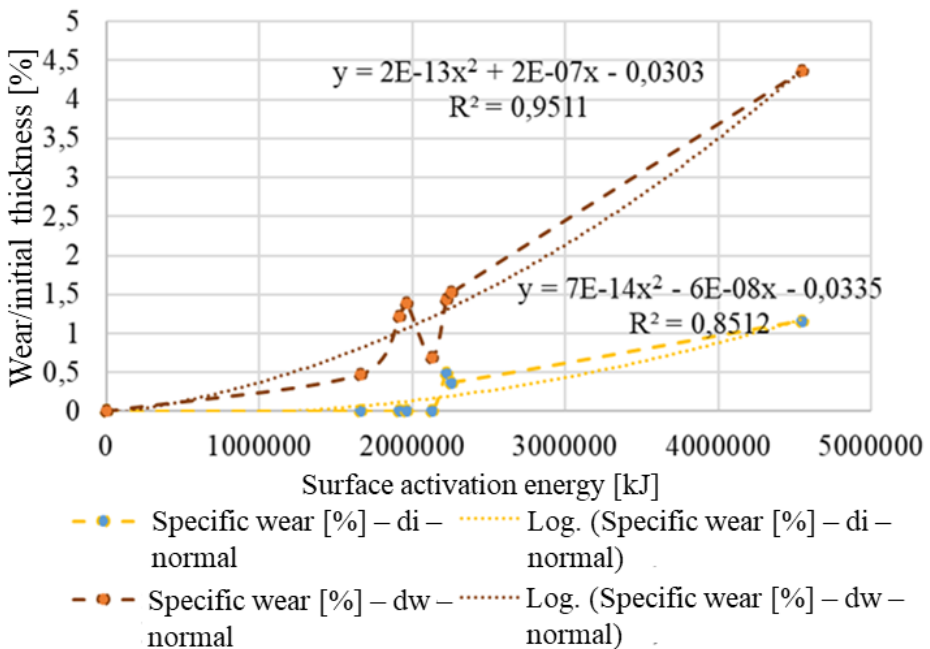 5
4,5
4
3,5
3
2,5
2
1,5
1
0,5
0
Wear/initial thickness [%]
y = 2E-13x² + 2E-07x - 0,0303
R² = 0,9511
y = 7E-14x² - 6E-08x - 0,0335
R² = 0,8512
0 1000000 2000000 3000000 4000000 5000000
Surface activation energy [kJ]
Specific wear [%] – di –
normal
Log. (Specific wear [%] – di –
normal)
Specific wear [%] – dw –
normal
Log. (Specific wear [%] – dw –
normal)